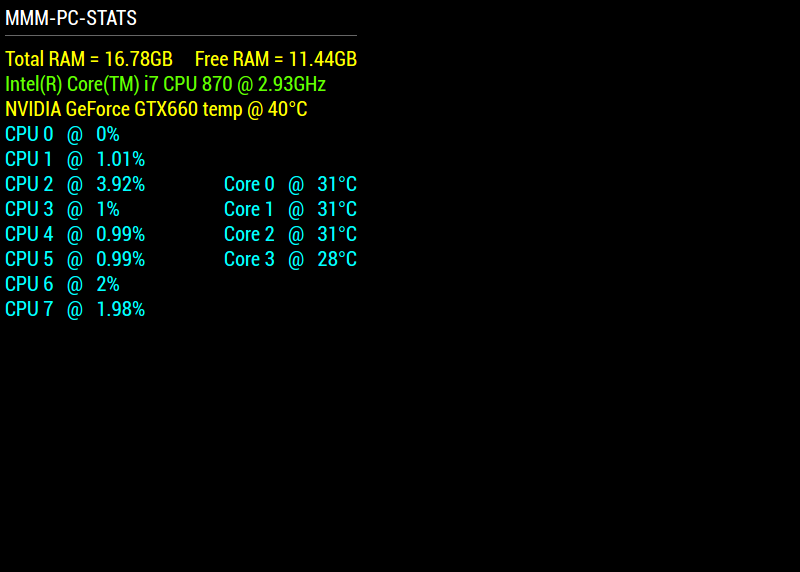 MMM-PC-STATS
Total RAM = 16.78GB Free RAM = 11.44GB
Intel(R) Core(TM) i7 CPU 870 @ 2.93GHz
NVIDIA GeForce GTX660 temp @ 40°C
CPU 0 @ 0%
CPU 1 @ 1.01%
CPU 2 @ 3.92% Core 0 @ 31°C
CPU 3 @ 1% Core 1 @ 31°C
CPU 4 @ 0.99% Core 2 @ 31°C
CPU 5 @ 0.99% Core 3 @ 28°C
CPU 6 @ 2%
CPU 7 @ 1.98%